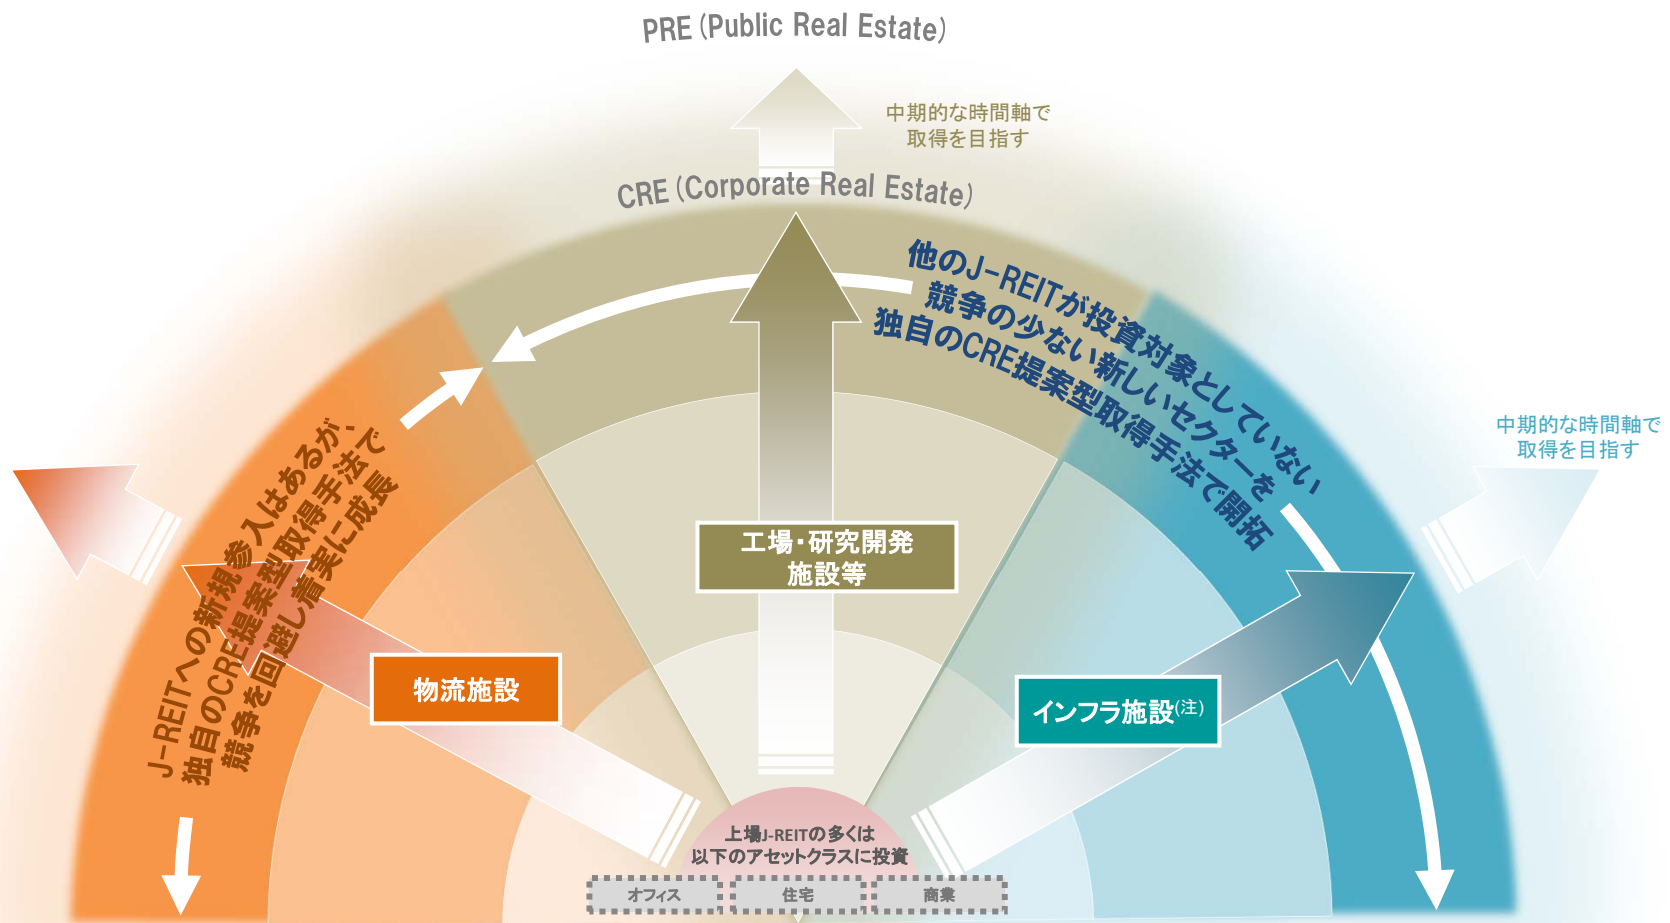 PRE (Public Real Estate)
中期的な時間軸で
取得を目指す
CRE (Corporate Real Estate)
他のJ-REITが投資対象としていない
競争の少ない新しいセクターを
独自のCRE提案型取得手法で開拓
中期的な時間軸で
取得を目指す
J-REITへの新規参入はあるが、
独自のCRE提案型取得手法で
競争を回避し着実に成長
工場・研究開発
施設等
物流施設
インフラ施設(注)
上場J-REITの多くは
以下のアセットクラスに投資
オフィス
住宅
商業